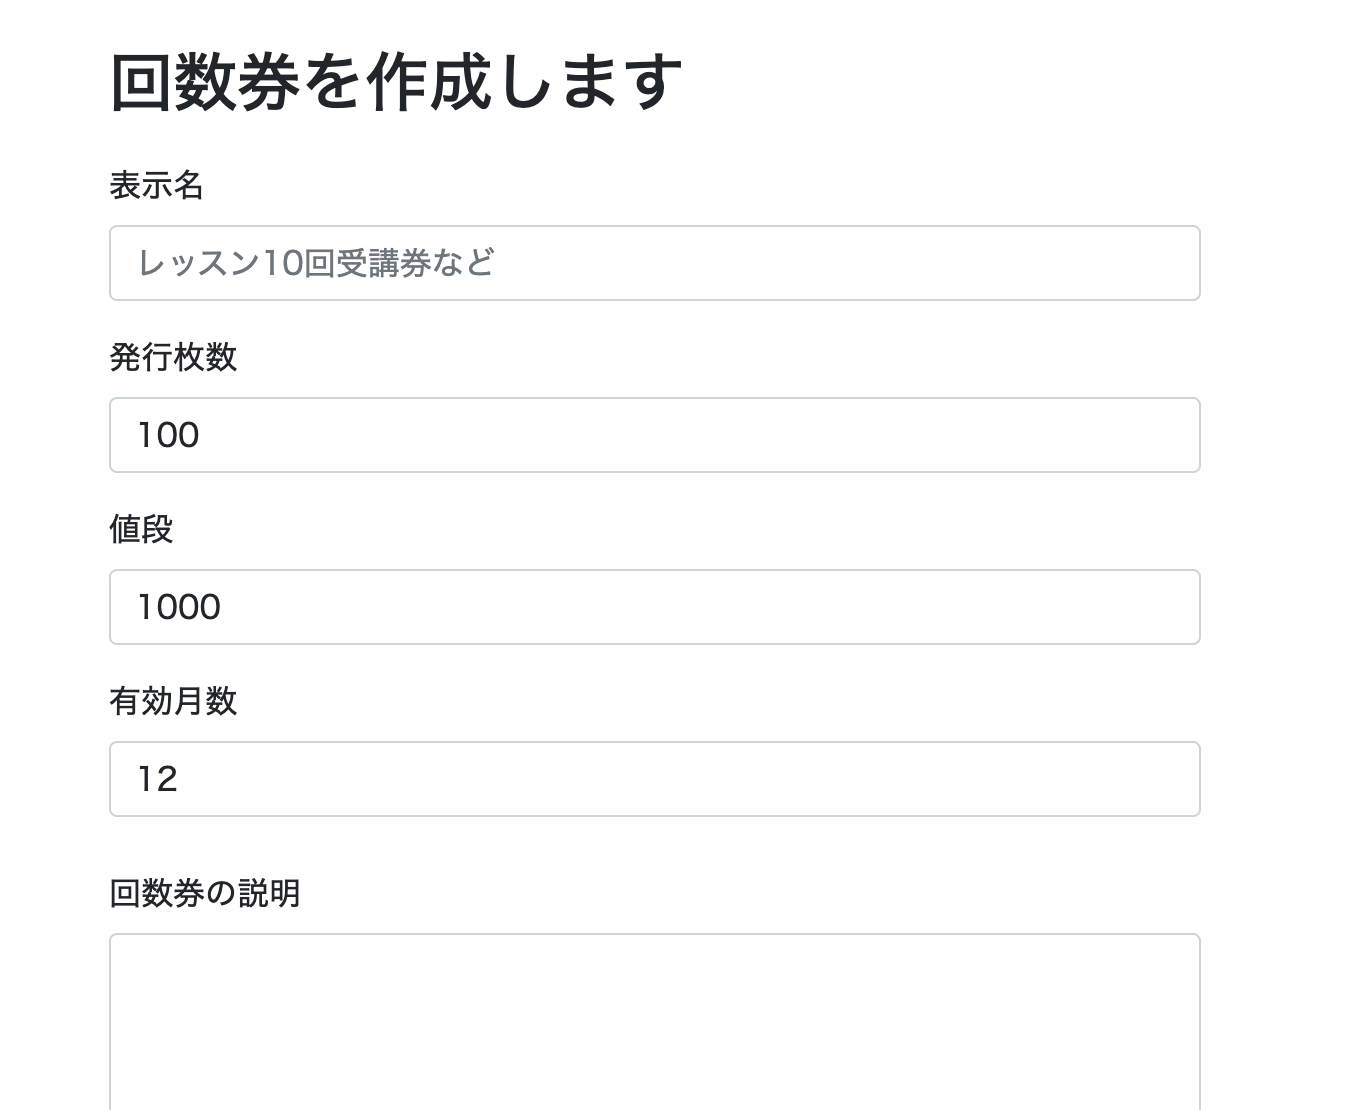 回数券を作成します
表示名
レッスン10回受講券など
発行枚数
100
値段
1000
有効月数
12
回数券の説明